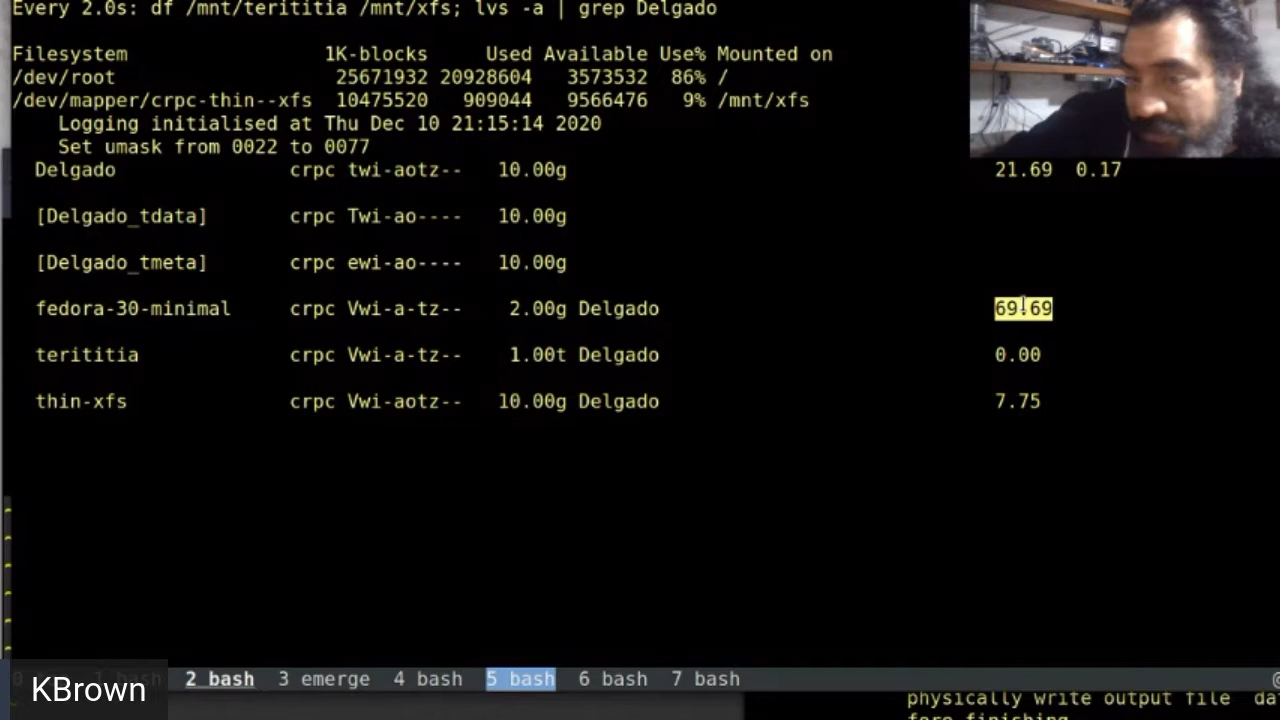 Every 2.0s: df /mnt/terititia /mnt/xfs; lvs -a | grep Delgado
Filesystem 1K-blocks Used Available Use% Mounted on
/dev/root 25671932 20928604 3573532 86% /
/dev/mapper/crpc-thin--xfs 10475520 909044 9566476 9% /mnt/xfs
Logging initialised at Thu Dec 10 21:15:14 2020
Set umask from 0022 to 0077
Delgado crpc twi-aotz-- 10.00g 21.69 0.17
[Delgado_tdata] crpc Twi-ao---- 10.00g
[Delgado_tmeta] crpc ewi-ao---- 10.00g
fedora-30-minimal crpc Vwi-a-tz-- 2.00g Delgado 69.69
terititia crpc Vwi-a-tz-- 1.00t Delgado 0.00
thin-xfs crpc Vwi-aotz-- 10.00g Delgado 7.75
2 bash 3 emerge 4 bash 5 bash 6 bash 7 bash
KBrown
physically write output file da
fore finishing